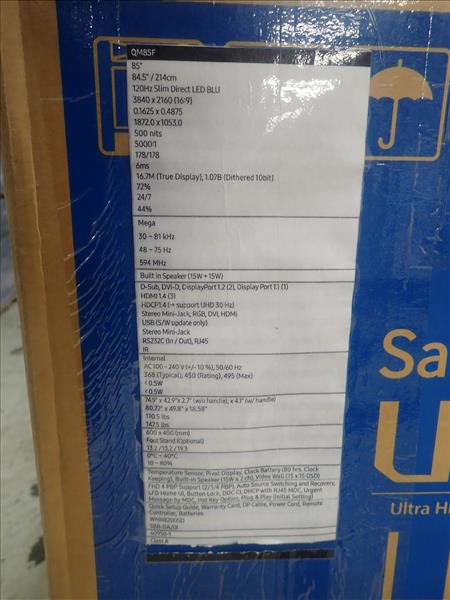 QM85F
85"
84.5" / 214cm
120Hz Slim Direct LED BLU
3840 x 2160 (16:9)
0.1625 x 0.4875
1872.0 x 1053.0
500 nits
5000:1
178/178
6ms
16.7M (True Display), 1.07B (Dithered 10bit)
72%
24/7
44%
Mega
30 ~ 81 kHz
48 ~ 75 Hz
594 MHz
Built in Speaker (15W + 15W)
D-Sub, DVI-D, DisplayPort 1.2 (2), Display Port 1.1 (1)
HDMI 1.4 (3)
HDCP1.4 (→ support UHD 30 Hz)
Stereo Mini-Jack, RGB, DVI, HDMI
USB (S/W update only)
Stereo Mini-Jack
RS232C (In / Out), RJ45
IR
Internal
AC 100 - 240 V (+/- 10 %), 50/60 Hz
368 (Typical), 450 (Rating), 495 (Max)
< 0.5W
< 0.5W
74.9" x 42.9" x 2.7" (w/o handle), x 4.1" (w/ handle)
80.22" x 49.8" x 18.58"
110.5 lbs
147.5 lbs
600 x 400 (mm)
Foot Stand (Optional)
13.2 / 13.2 / 19.3
0°C ~ 40°C
10 ~ 80%
Temperature Sensor, Pivot Display, Clock Battery (80 hrs. Clock
Keeping), Built-in Speaker (15W x 2 ch), Video Wall (15 x 15 OSD)
FHD 4 PBP Support (2/3/4 PBP), Auto Source Switching and Recovery,
LFD Home UI, Button Lock, DDC CI, DHCP with RJ45 MDC, Urgent
Message by MDC, Hot Key Option, Plug & Play (Initial Setting)
Quick Setup Guide, Warranty Card, DP Cable, Power Cord, Remote
Controller, Batteries
WMN8200SD
SBB-DA/DI
60950-1
Class A
Sa
U
Ultra H